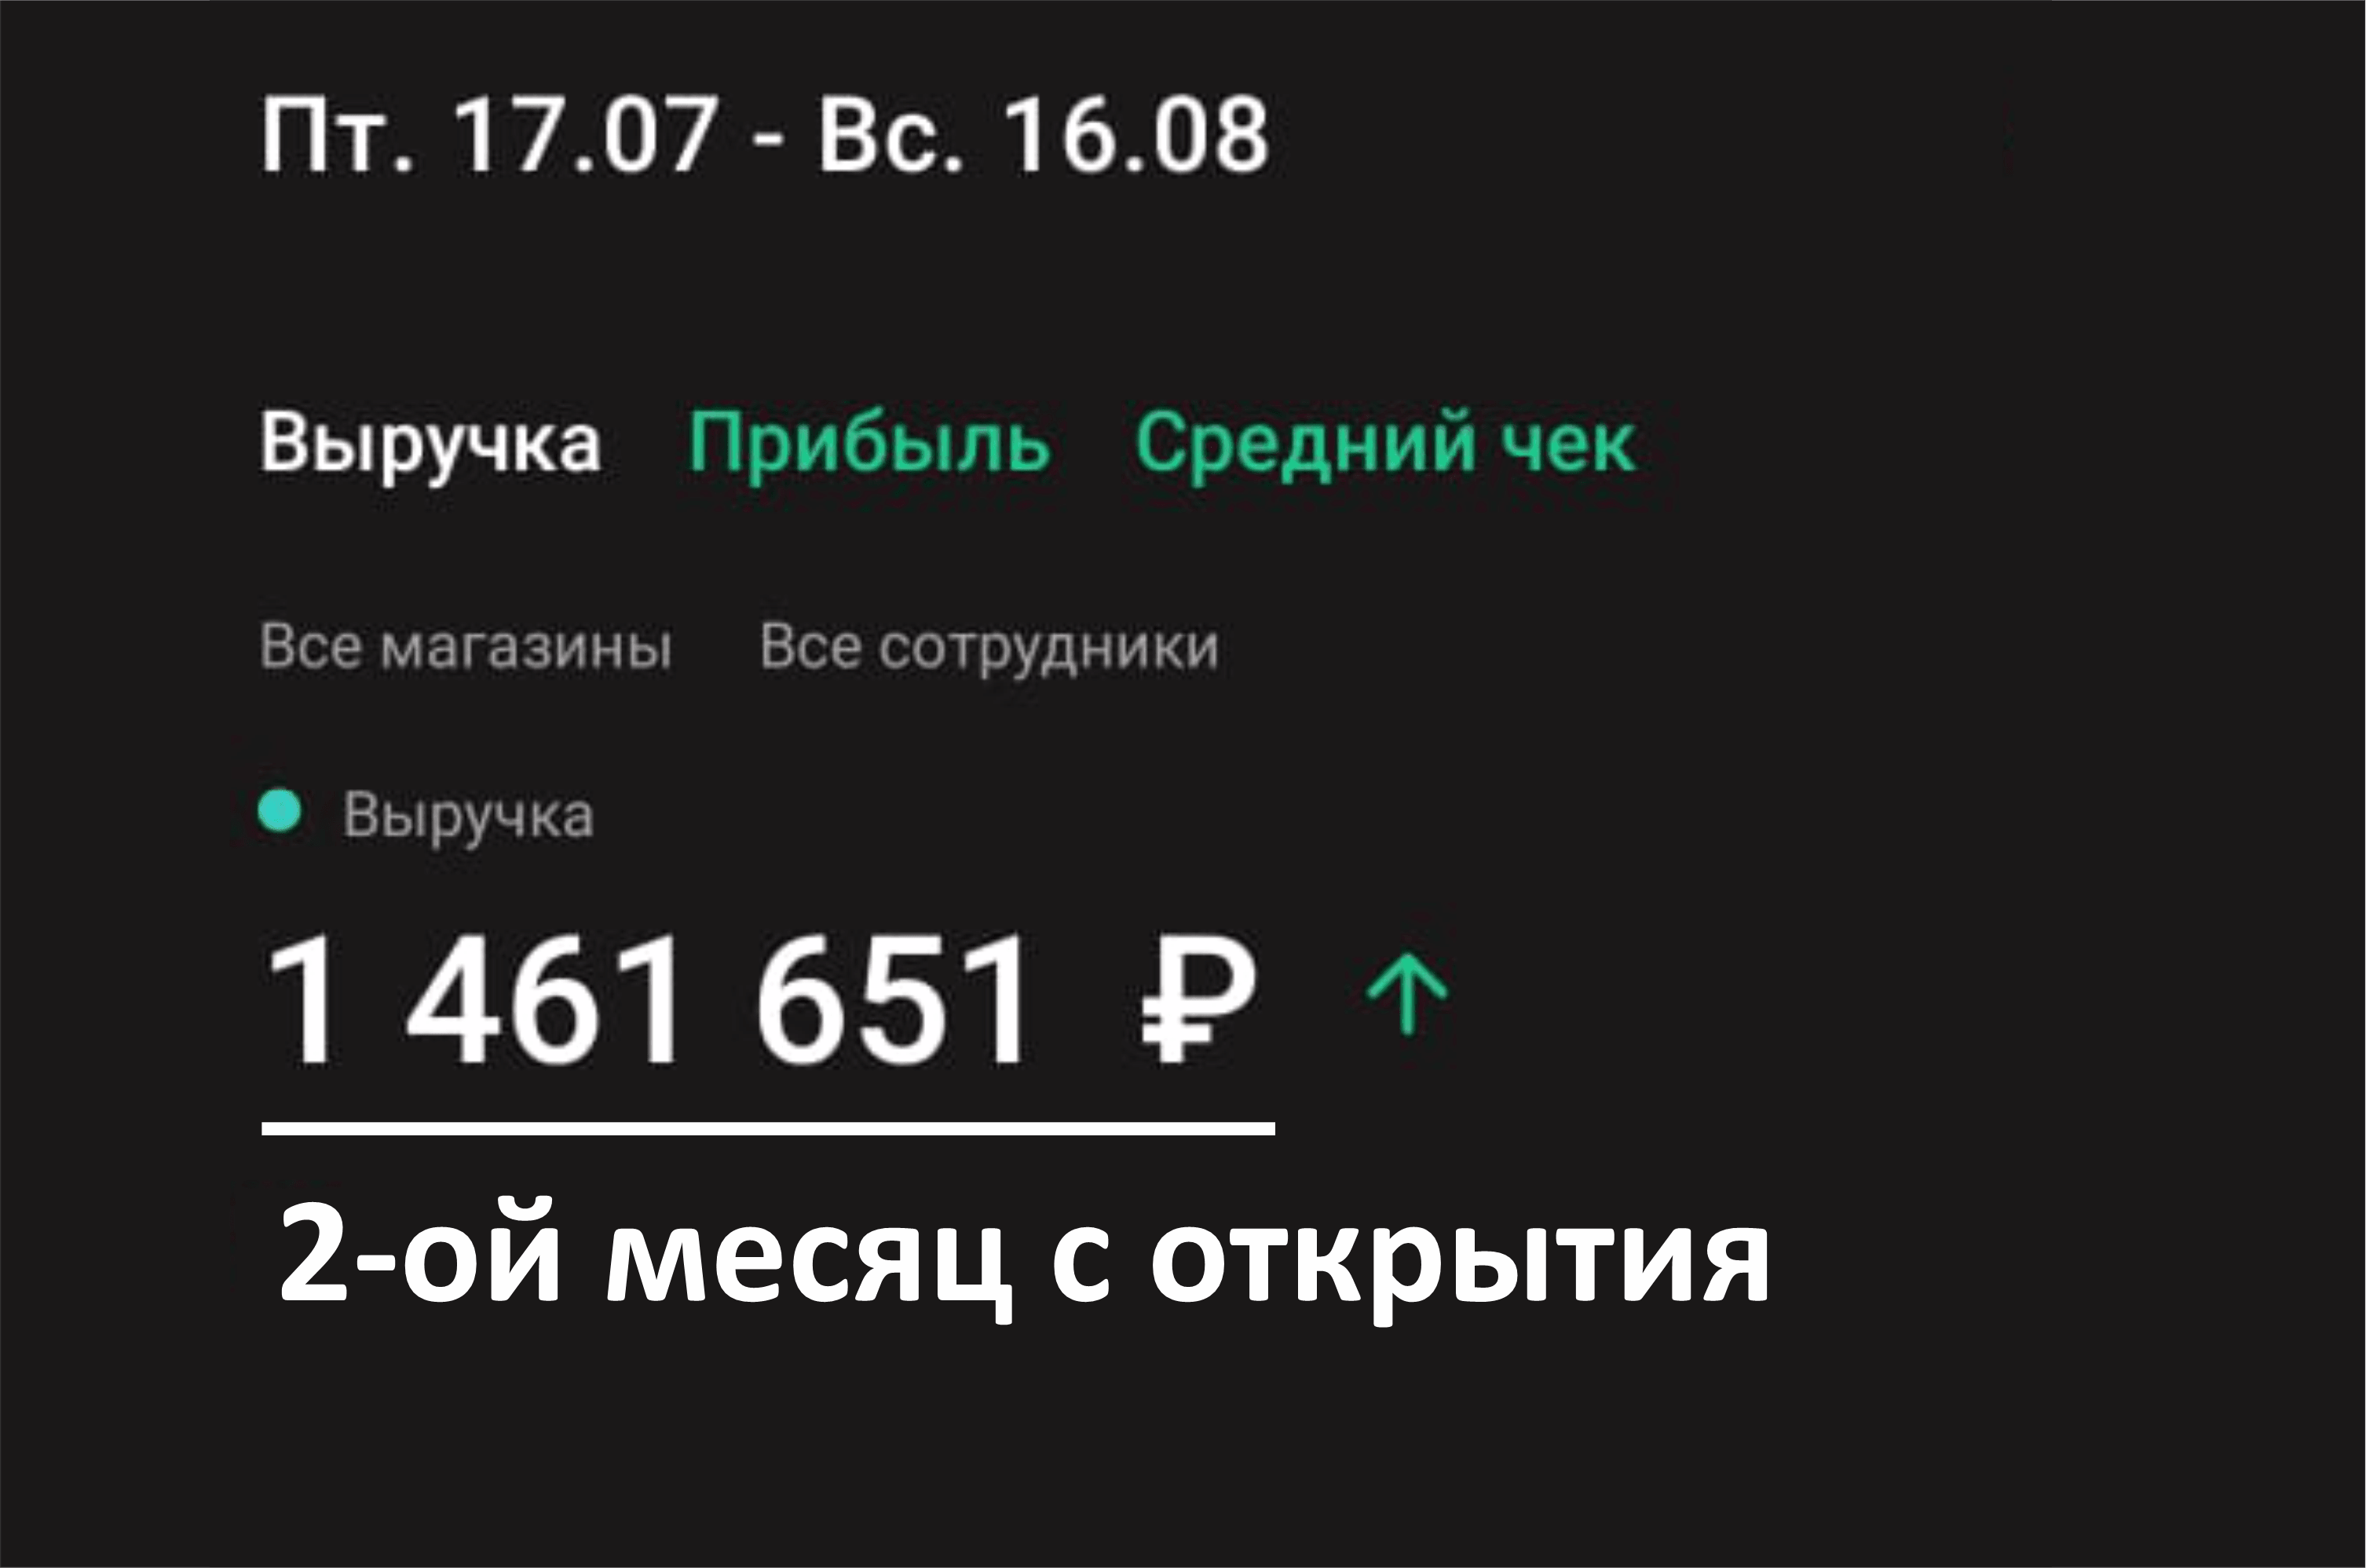 Пт. 17.07 - Вс. 16.08
Выручка Прибыль Средний чек
Все магазины Все сотрудники
Выручка
1 461 651 ₽ ↑
2-ой месяц с открытия